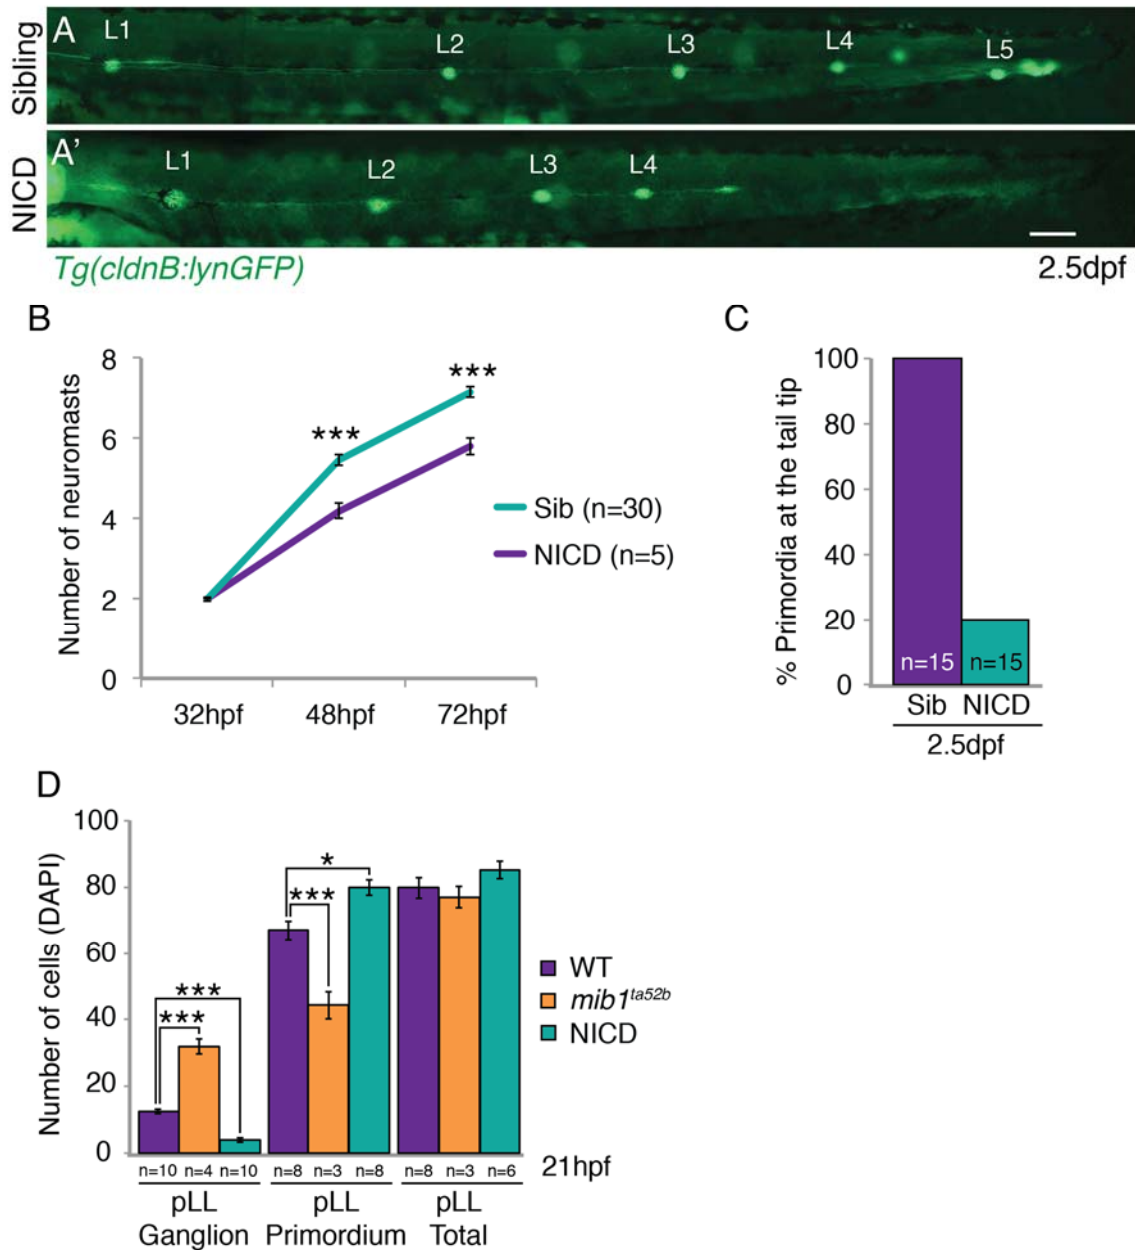 Sibling
A
L1
L2
L3
L4
L5
NICD
A'
L1
L2
L3
L4
Tg(cldnB:lynGFP)
2.5dpf
B
Number of neuromasts
8
6
4
2
0
***
***
Sib (n=30)
NICD (n=5)
32hpf 48hpf 72hpf
C
% Primordia at the tail tip
100
80
60
40
20
0
n=15 n=15
Sib NICD
2.5dpf
D
Number of cells (DAPI)
100
80
60
40
20
0
***
***
*
***
WT
mib1ta52b
NICD
n=10 n=4 n=10 n=8 n=3 n=8 n=8 n=3 n=6
21hpf
pLL pLL pLL
Ganglion Primordium Total